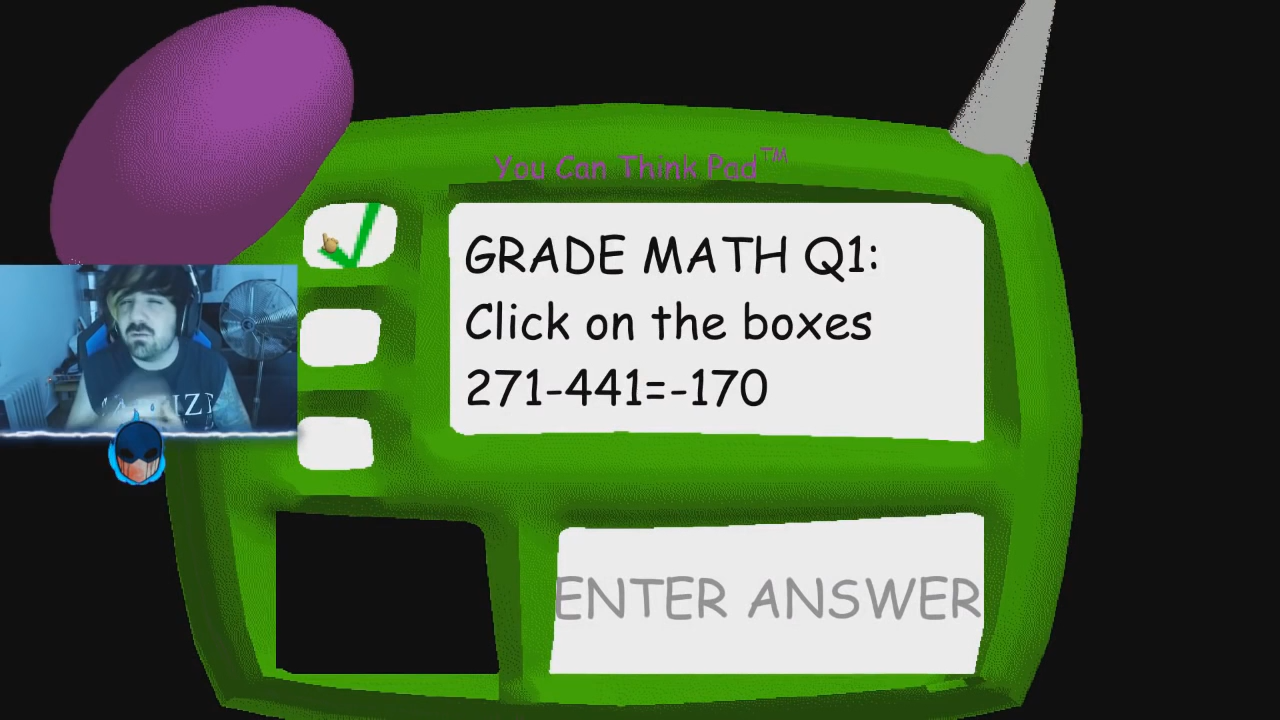 You Can Think Pad™
GRADE MATH Q1:
Click on the boxes
271-441=-170
ENTER ANSWER